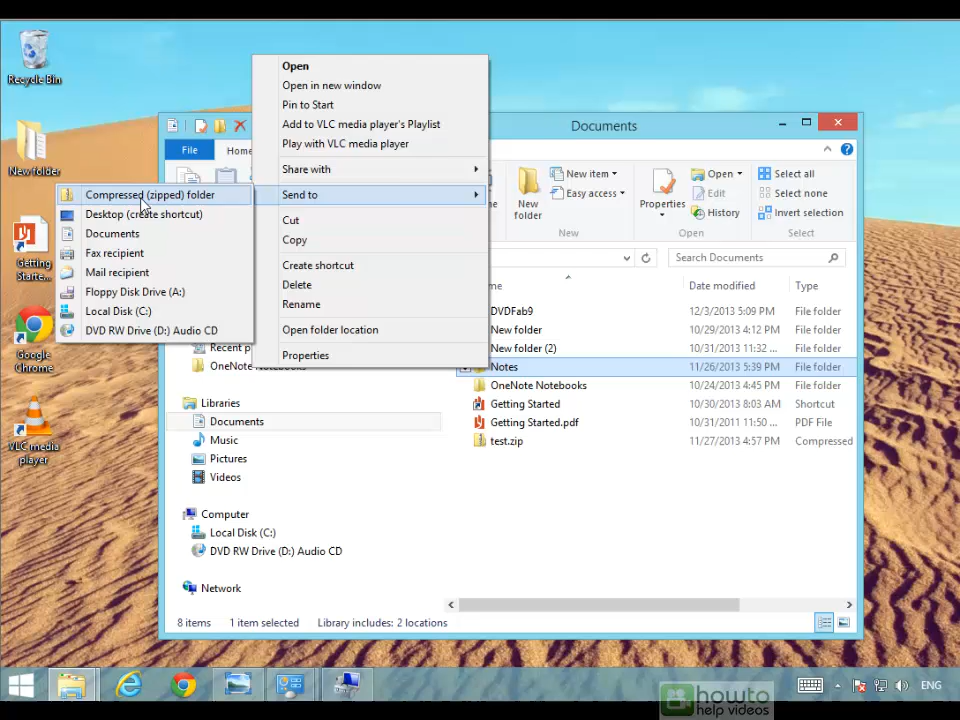 Recycle Bin
New folder
Getting
Starte...
Google
Chrome
VLC media
player
Open
Open in new window
Pin to Start
Add to VLC media player's Playlist
Play with VLC media player
Share with
Send to
Cut
Copy
Create shortcut
Delete
Rename
Open folder location
Properties
Compressed (zipped) folder
Desktop (create shortcut)
Documents
Fax recipient
Mail recipient
Floppy Disk Drive (A:)
Local Disk (C:)
DVD RW Drive (D:) Audio CD
Documents
File
Home
New item
Easy access
New
folder
New
Properties
Open
Edit
History
Open
Select all
Select none
Invert selection
Select
Search Documents
me
Date modified
Type
DVDFab9
12/3/2013 5:09 PM
File folder
New folder
10/29/2013 4:12 PM
File folder
New folder (2)
10/31/2013 11:32 ...
File folder
Notes
11/26/2013 5:39 PM
File folder
OneNote Notebooks
10/24/2013 4:45 PM
File folder
Getting Started
10/30/2013 8:03 AM
Shortcut
Getting Started.pdf
10/31/2011 11:50 ...
PDF File
test.zip
11/27/2013 4:57 PM
Compressed
Recent p
OneNote
Libraries
Documents
Music
Pictures
Videos
Computer
Local Disk (C:)
DVD RW Drive (D:) Audio CD
Network
8 items
1 item selected
Library includes: 2 locations
ENG
howto
help videos